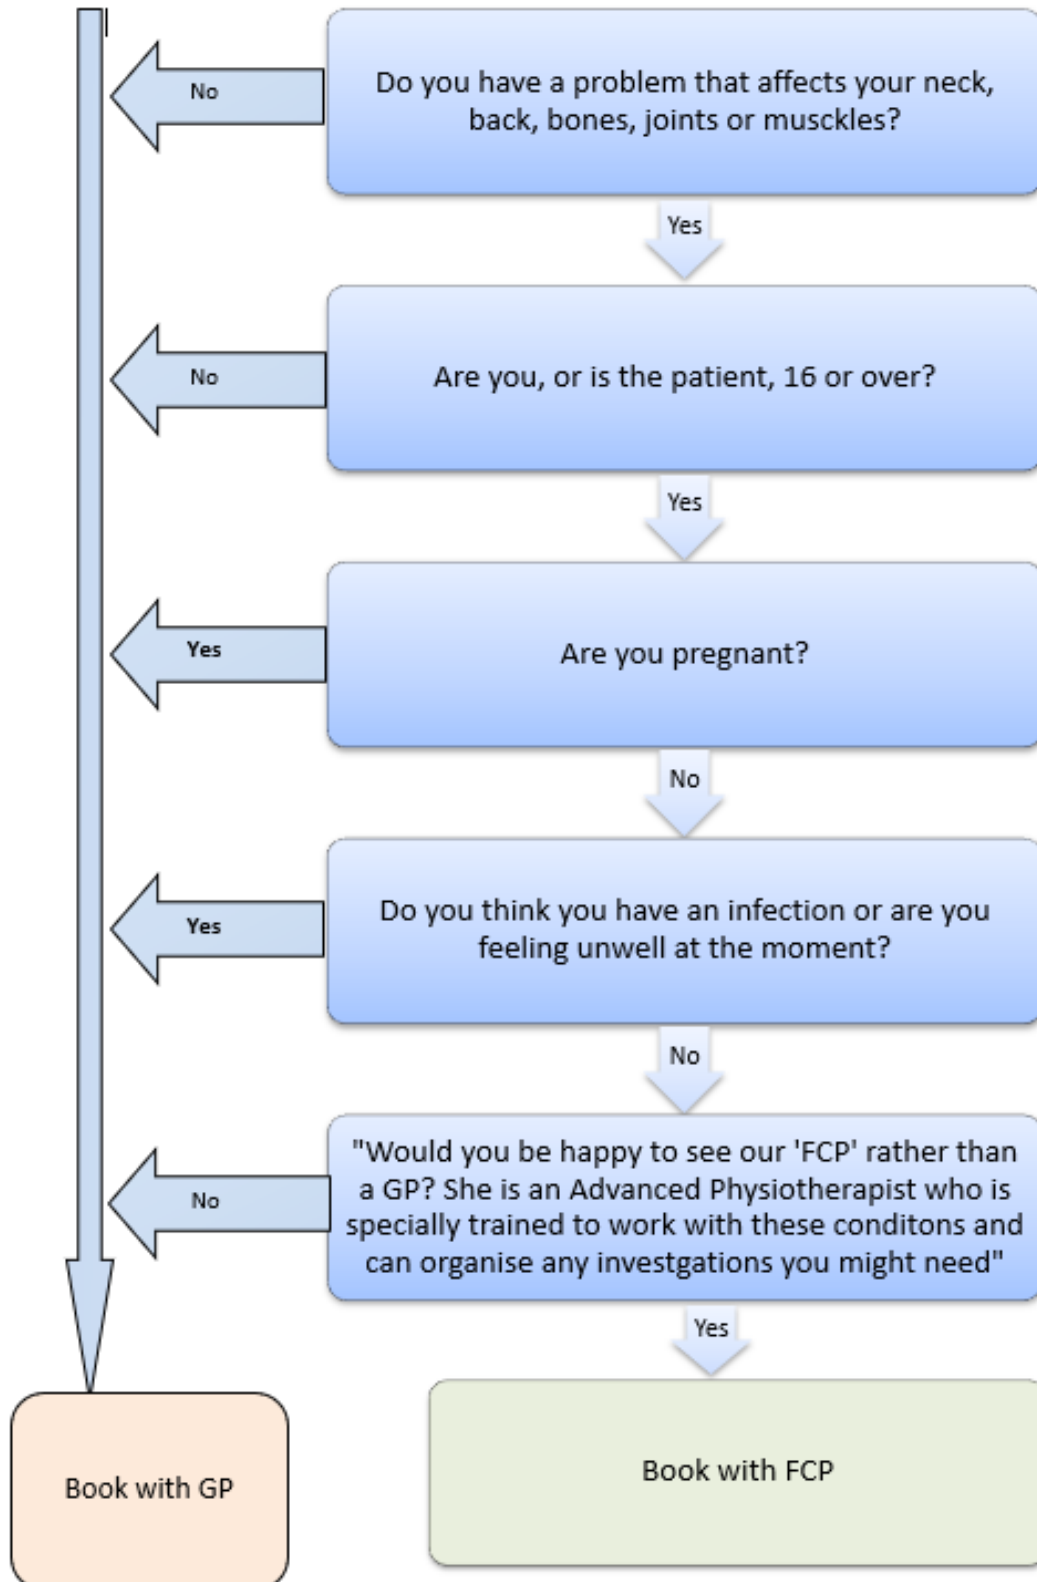 Do you have a problem that affects your neck,
back, bones, joints or musckles?
No
Yes
Are you, or is the patient, 16 or over?
No
Yes
Are you pregnant?
Yes
No
Do you think you have an infection or are you
feeling unwell at the moment?
Yes
No
"Would you be happy to see our 'FCP' rather than
a GP? She is an Advanced Physiotherapist who is
specially trained to work with these conditons and
can organise any investgations you might need"
No
Yes
Book with GP
Book with FCP